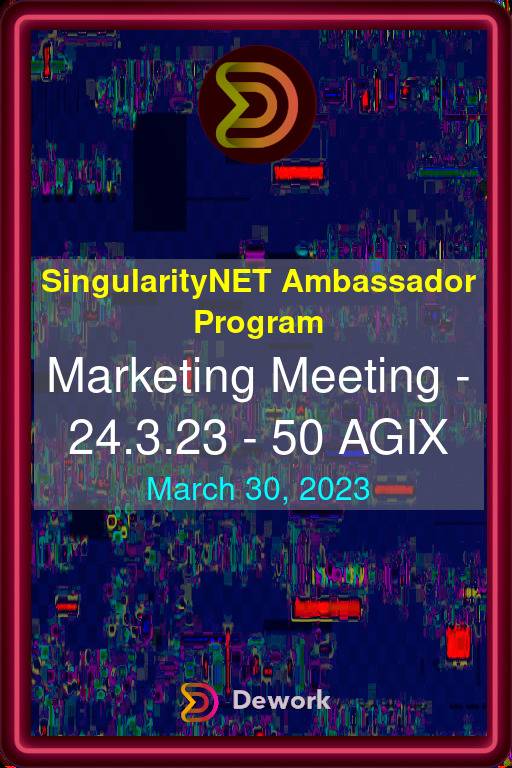 SingularityNET Ambassador
Program
Marketing Meeting -
24.3.23 - 50 AGIX
March 30, 2023
Dework